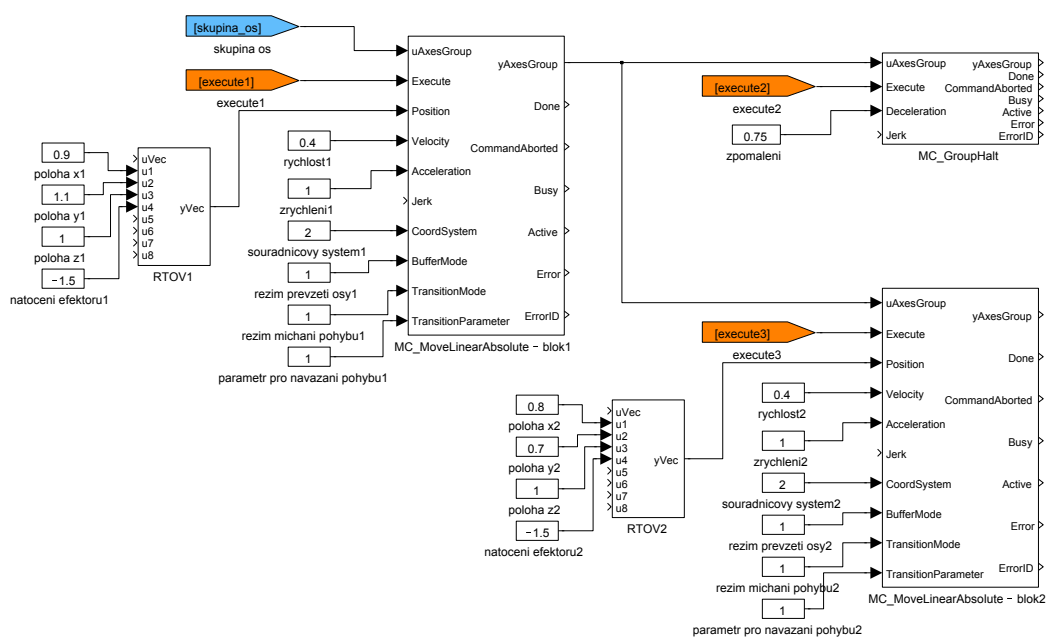 [skupina_os]
skupina os
[execute1]
execute1
0.9
poloha x1
1.1
poloha y1
1
poloha z1
−1.5
natoceni efektoru1
uVec
u1
u2
u3
u4
u5
u6
u7
u8
yVec
RTOV1
0.4
rychlost1
1
zrychleni1
2
souradnicovy system1
1
rezim prevzeti osy1
1
rezim michani pohybu1
1
parametr pro navazani pohybu1
uAxesGroup
Execute
Position
Velocity
Acceleration
Jerk
CoordSystem
BufferMode
TransitionMode
TransitionParameter
yAxesGroup
Done
CommandAborted
Busy
Active
Error
ErrorID
MC_MoveLinearAbsolute − blok1
[execute2]
execute2
0.75
zpomaleni
uAxesGroup
Execute
Deceleration
Jerk
yAxesGroup
Done
CommandAborted
Busy
Active
Error
ErrorID
MC_GroupHalt
[execute3]
execute3
0.8
poloha x2
0.7
poloha y2
1
poloha z2
−1.5
natoceni efektoru2
uVec
u1
u2
u3
u4
u5
u6
u7
u8
yVec
RTOV2
0.4
rychlost2
1
zrychleni2
2
souradnicovy system2
1
rezim prevzeti osy2
1
rezim michani pohybu2
1
parametr pro navazani pohybu2
uAxesGroup
Execute
Position
Velocity
Acceleration
Jerk
CoordSystem
BufferMode
TransitionMode
TransitionParameter
yAxesGroup
Done
CommandAborted
Busy
Active
Error
ErrorID
MC_MoveLinearAbsolute − blok2